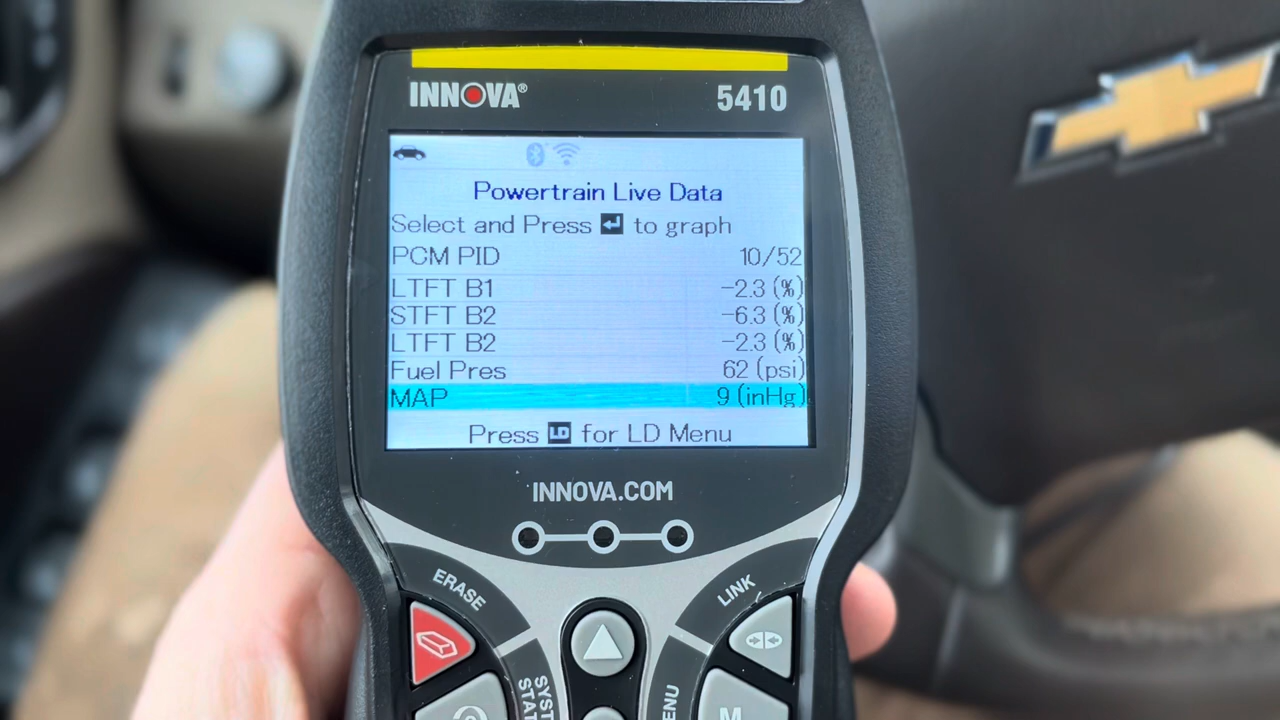 INNOVA® 5410
Powertrain Live Data
Select and Press to graph
PCM PID 10/52
LTFT B1 -2.3 (%)
STFT B2 -6.3 (%)
LTFT B2 -2.3 (%)
Fuel Pres 62 (psi)
MAP 9 (inHg)
Press LD for LD Menu
INNOVA.COM
ERASE LINK
M